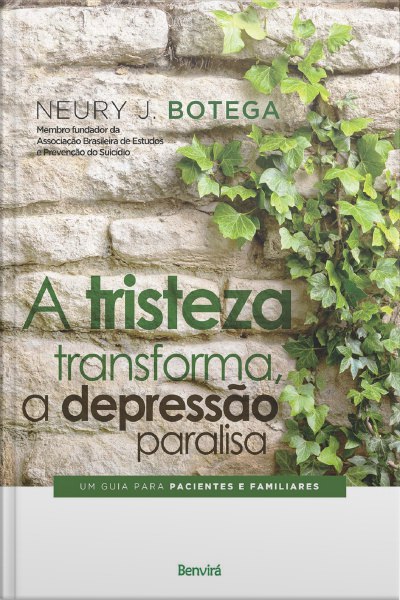 NEURY J. BOTEGA
Membro fundador da
Associação Brasileira de Estudos
e Prevenção do Suicídio
A tristeza
transforma,
a depressão
paralisa
UM GUIA PARA PACIENTES E FAMILIARES
Benvirá